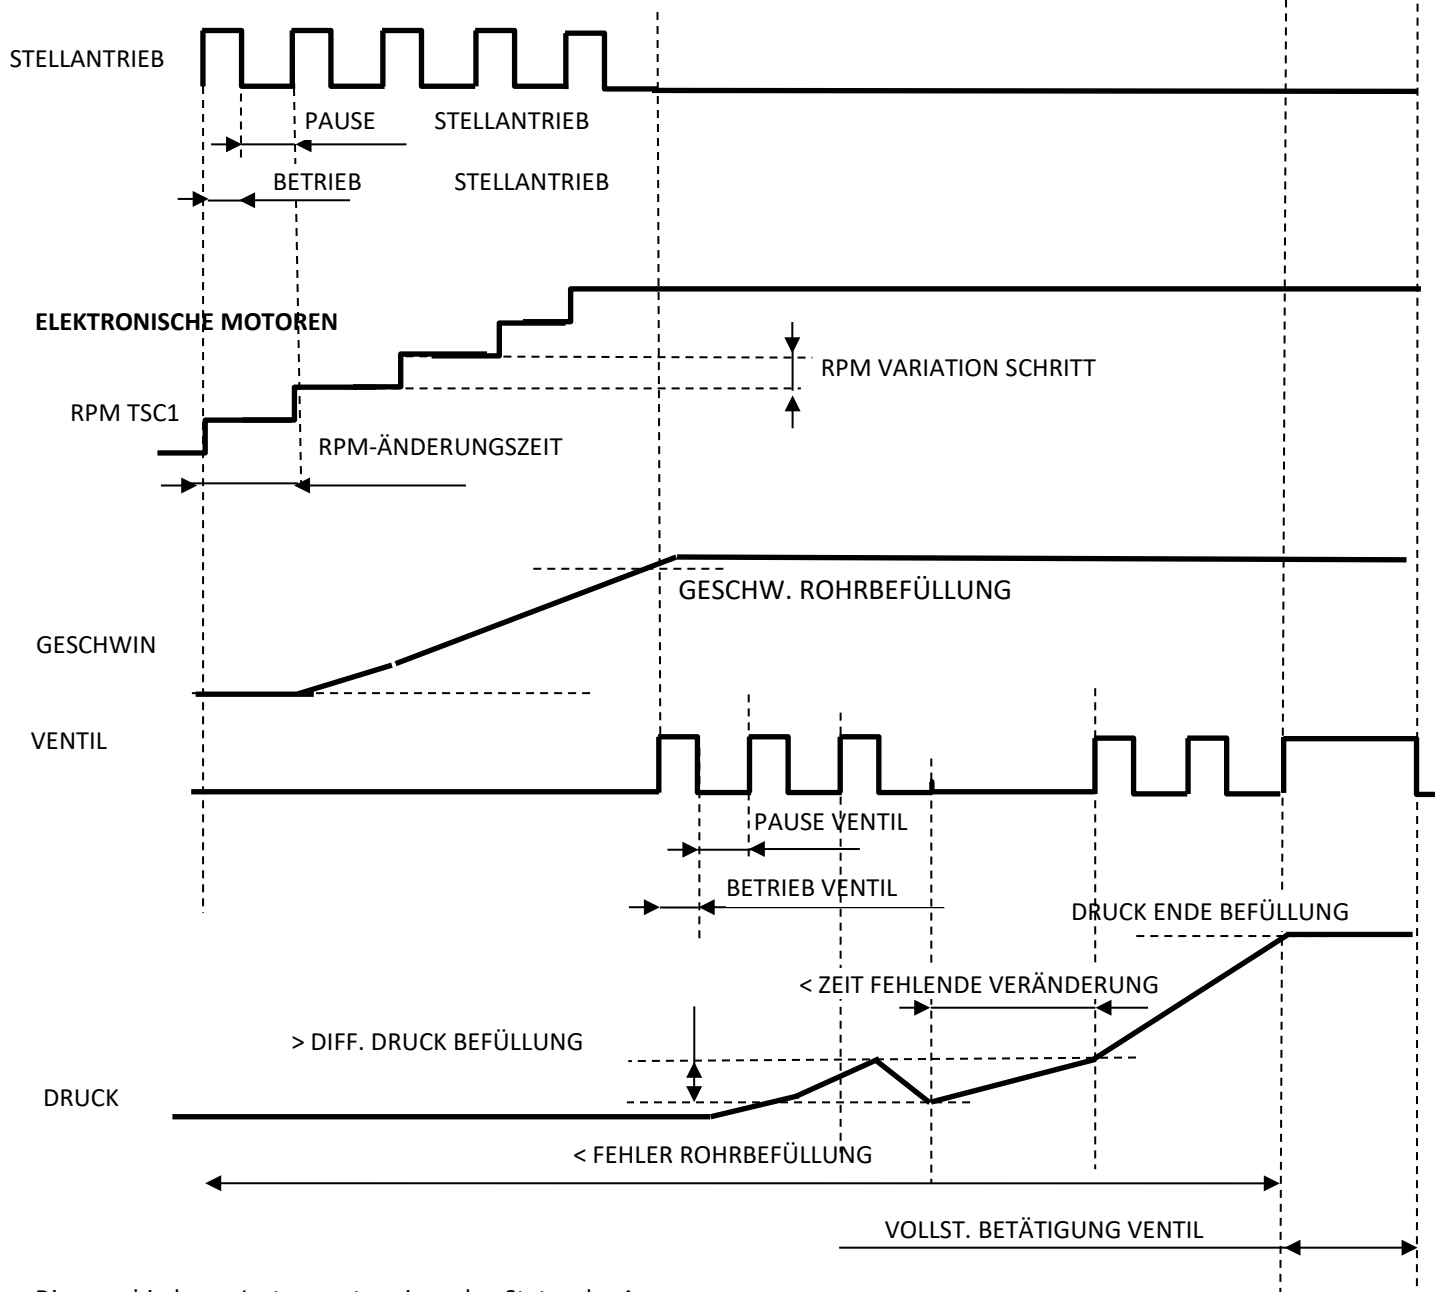 STELLANTRIEB
PAUSE STELLANTRIEB
BETRIEB STELLANTRIEB
ELEKTRONISCHE MOTOREN
RPM VARIATION SCHRITT
RPM TSC1
RPM-ÄNDERUNGSZEIT
GESCHW. ROHRBEFÜLLUNG
GESCHWIN
VENTIL
PAUSE VENTIL
BETRIEB VENTIL
DRUCK ENDE BEFÜLLUNG
< ZEIT FEHLENDE VERÄNDERUNG
> DIFF. DRUCK BEFÜLLUNG
DRUCK
< FEHLER ROHRBEFÜLLUNG
VOLLST. BETÄTIGUNG VENTIL